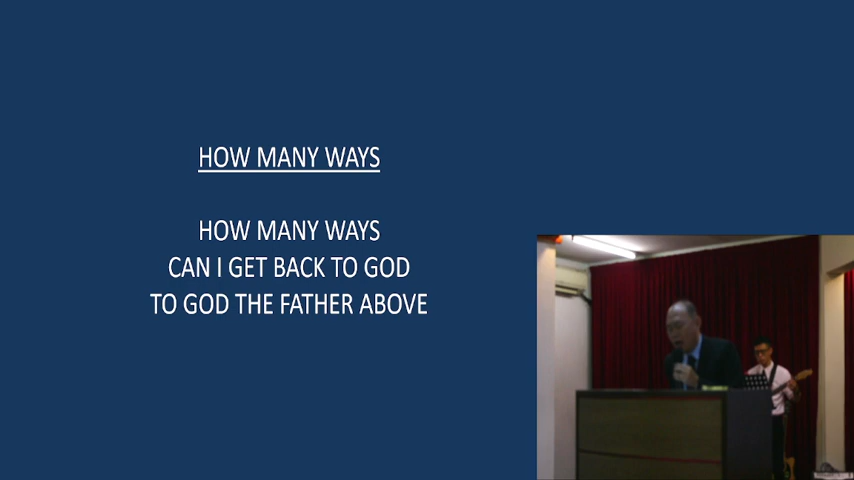 HOW MANY WAYS
HOW MANY WAYS
CAN I GET BACK TO GOD
TO GOD THE FATHER ABOVE